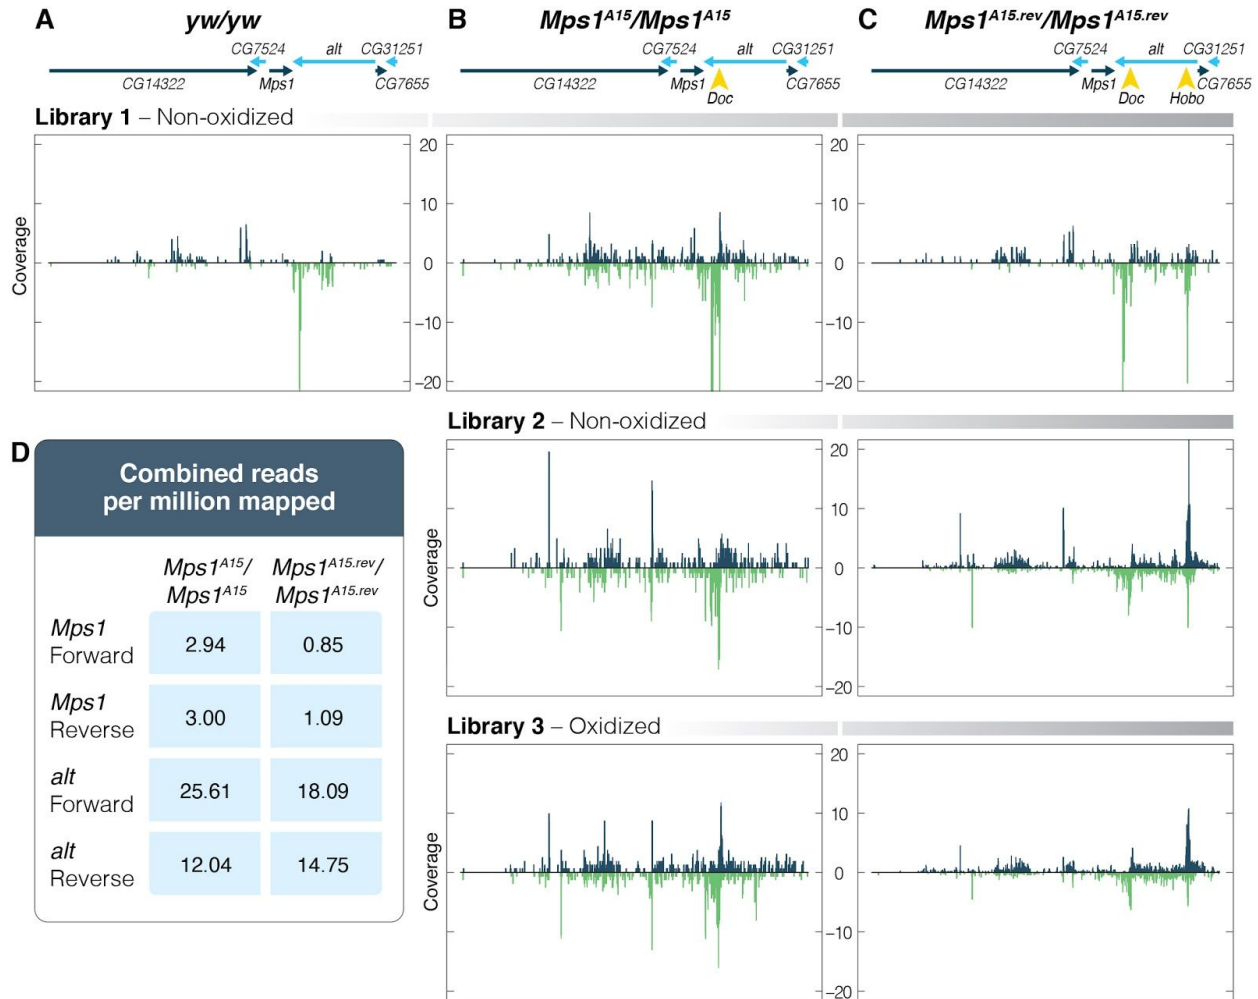 A
yw/yw
CG7524 alt CG31251
CG14322 Mps1 CG7655
B
Mps1A15/Mps1A15
CG7524 alt CG31251
CG14322 Mps1 Doc CG7655
C
Mps1A15.rev/Mps1A15.rev
CG7524 alt CG31251
CG14322 Mps1 Doc Hobo CG7655
Library 1 – Non-oxidized
Coverage
20
10
0
−10
−20
20
10
0
−10
−20
Library 2 – Non-oxidized
Coverage
20
10
0
−10
−20
Library 3 – Oxidized
Coverage
20
10
0
−10
−20
D
Combined reads
per million mapped
Mps1A15/ Mps1A15.rev/
Mps1A15 Mps1A15.rev
Mps1
Forward 2.94 0.85
Mps1
Reverse 3.00 1.09
alt
Forward 25.61 18.09
alt
Reverse 12.04 14.75